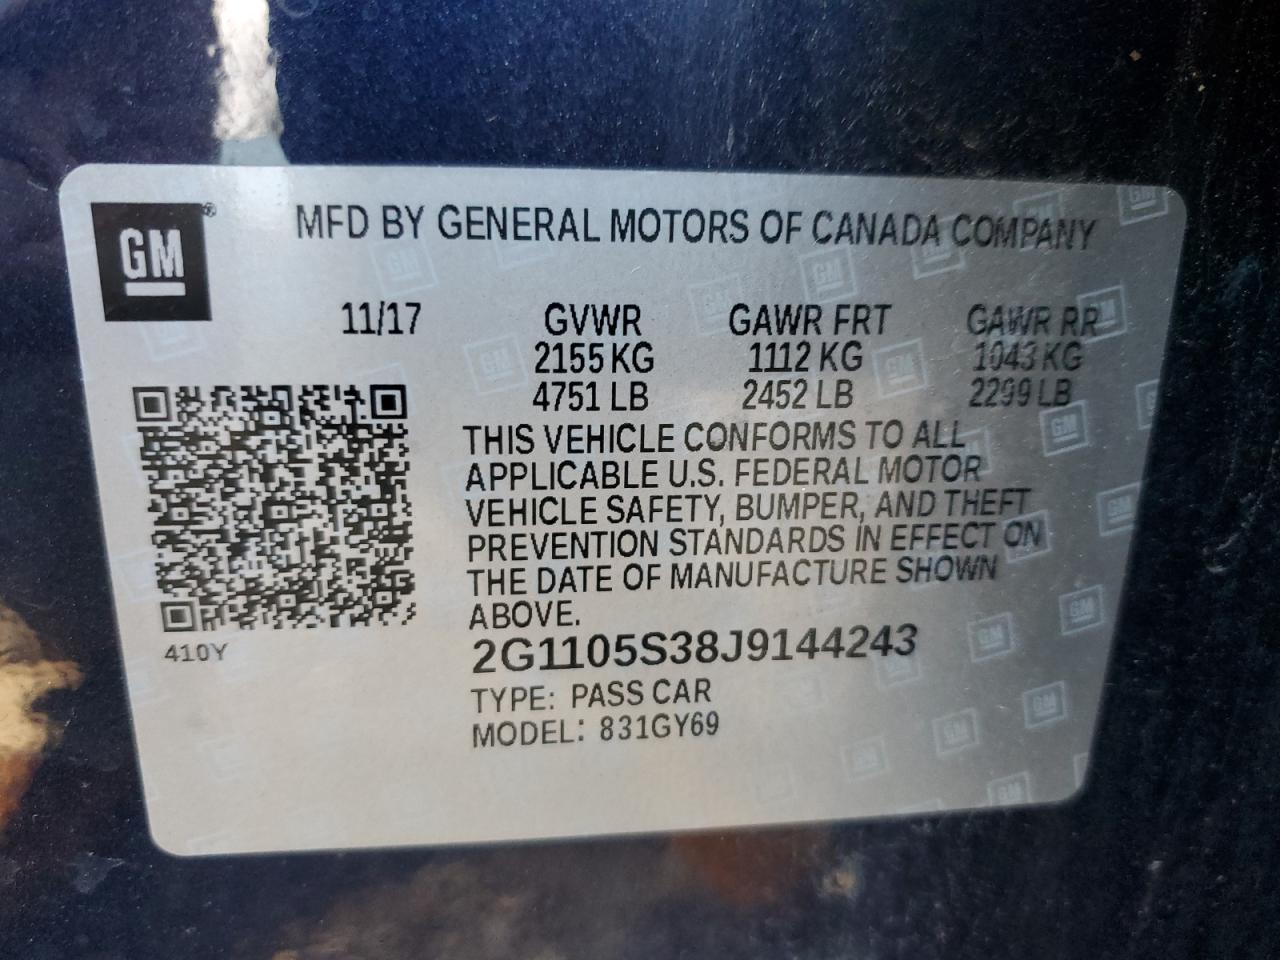 GM®
MFD BY GENERAL MOTORS OF CANADA COMPANY
11/17 GVWR GAWR FRT GAWR RR
2155 KG 1112 KG 1043 KG
4751 LB 2452 LB 2299 LB
THIS VEHICLE CONFORMS TO ALL
APPLICABLE U.S. FEDERAL MOTOR
VEHICLE SAFETY, BUMPER, AND THEFT
PREVENTION STANDARDS IN EFFECT ON
THE DATE OF MANUFACTURE SHOWN
ABOVE.
410Y
2G1105S38J9144243
TYPE: PASS CAR
MODEL: 831GY69